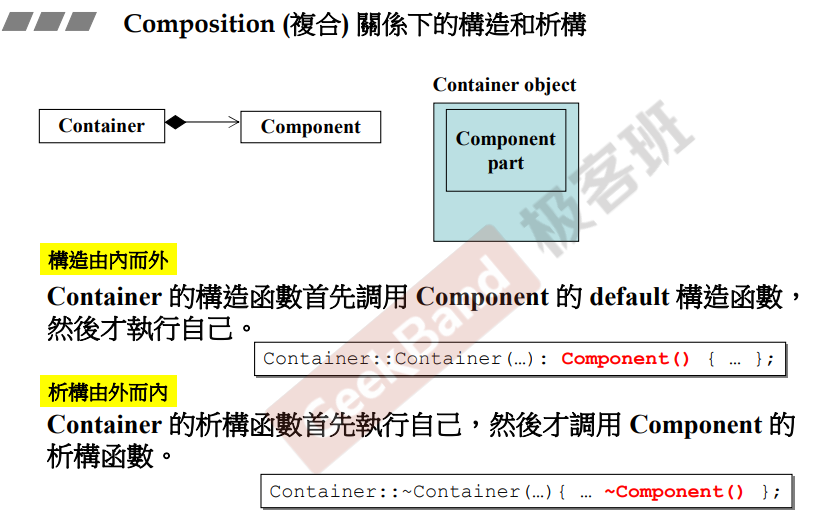 Composition (複合) 關係下的構造和析構
Container object
Container
Component
Component
part
GeekBand 极客班
構造由內而外
Container 的構造函數首先調用 Component 的 default 構造函數，
然後才執行自己。
Container::Container(…): Component() { … };
析構由外而內
Container 的析構函數首先執行自己，然後才調用 Component 的
析構函數。
Container::~Container(…){ … ~Component() };